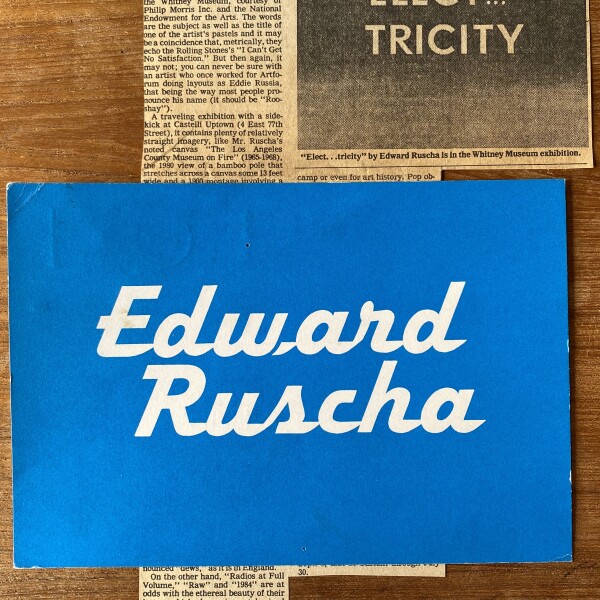 the Whitney Museum, courtesy of
Philip Morris Inc. and the National
Endowment for the Arts. The words
are the subject as well as the title of
one of the artist's pastels and it may
be a coincidence that, metrically, they
echo the Rolling Stones's "I Can't Get
No Satisfaction." But then again, it
may not; you can never be sure with
an artist who once worked for Artfo-
rum doing layouts as Eddie Russia,
that being the way most people pro-
nounce his name (it should be "Roo-
shay").
A traveling exhibition with a side-
kick at Castelli Uptown (4 East 77th
Street), it contains plenty of relatively
straight imagery, like Mr. Ruscha's
noted canvas "The Los Angeles
County Museum on Fire" (1965-1968),
the 1980 view of a bamboo pole that
stretches across a canvas some 13 feet
wide and a 1980 montage involving a
ELECT...
TRICITY
"Elect. . .tricity" by Edward Ruscha is in the Whitney Museum exhibition.
camp or even for art history. Pop ob-
Edward
Ruscha
nounced "dews," as it is in England.
On the other hand, "Radios at Full
Volume," "Raw" and "1984" are at
odds with the ethereal beauty of their
30.